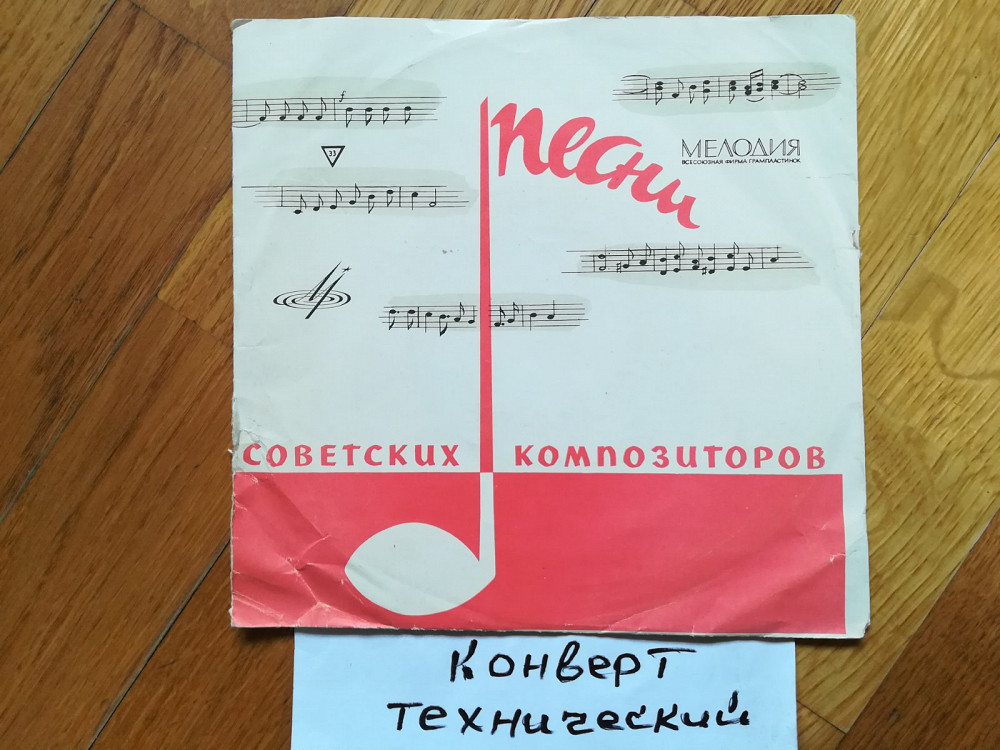 Песни
МЕЛОДИЯ
ВСЕСОЮЗНАЯ ФИРМА ГРАМПЛАСТИНОК
33
СОВЕТСКИХ КОМПОЗИТОРОВ
Конверт
технический